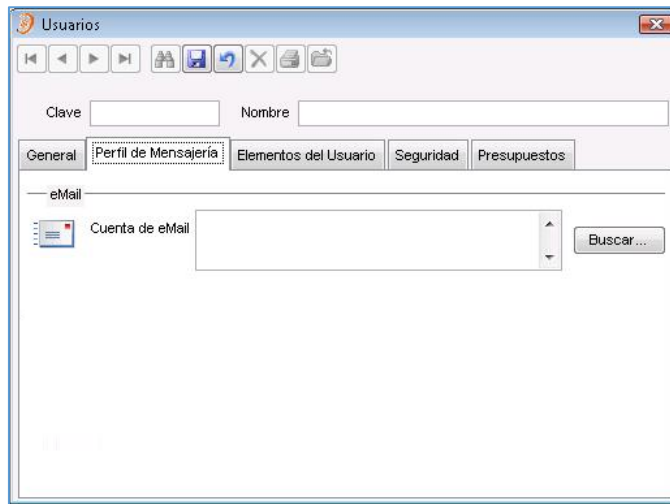 Usuarios
Clave Nombre
General Perfil de Mensajería Elementos del Usuario Seguridad Presupuestos
eMail
Cuenta de eMail Buscar...